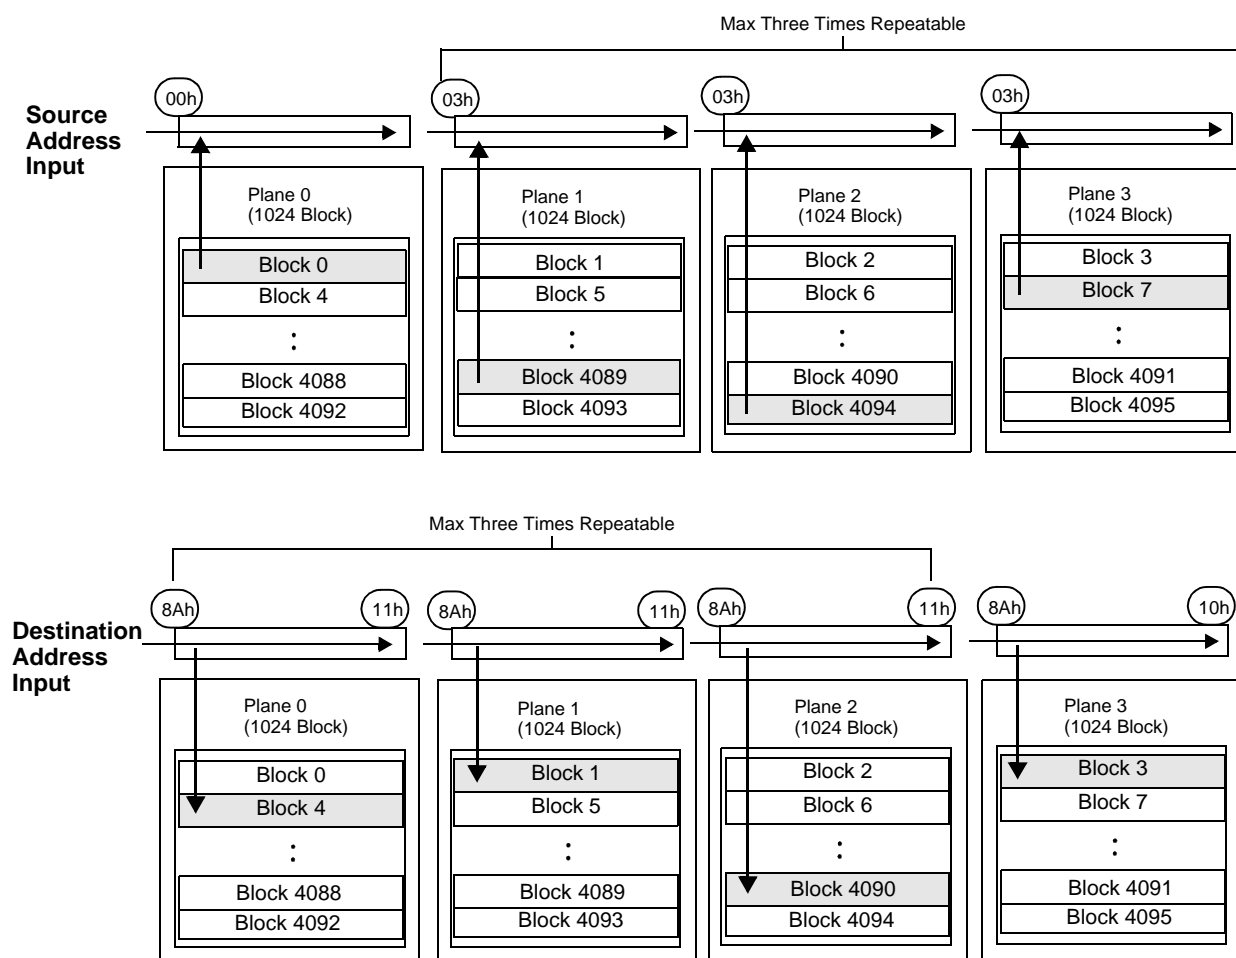 Max Three Times Repeatable
00h
03h
03h
03h
Source
Address
Input
Plane 0
(1024 Block)
Block 0
Block 4
:
Block 4088
Block 4092
Plane 1
(1024 Block)
Block 1
Block 5
:
Block 4089
Block 4093
Plane 2
(1024 Block)
Block 2
Block 6
:
Block 4090
Block 4094
Plane 3
(1024 Block)
Block 3
Block 7
:
Block 4091
Block 4095
Max Three Times Repeatable
8Ah
11h
8Ah
11h
8Ah
11h
8Ah
10h
Destination
Address
Input
Plane 0
(1024 Block)
Block 0
Block 4
:
Block 4088
Block 4092
Plane 1
(1024 Block)
Block 1
Block 5
:
Block 4089
Block 4093
Plane 2
(1024 Block)
Block 2
Block 6
:
Block 4090
Block 4094
Plane 3
(1024 Block)
Block 3
Block 7
:
Block 4091
Block 4095